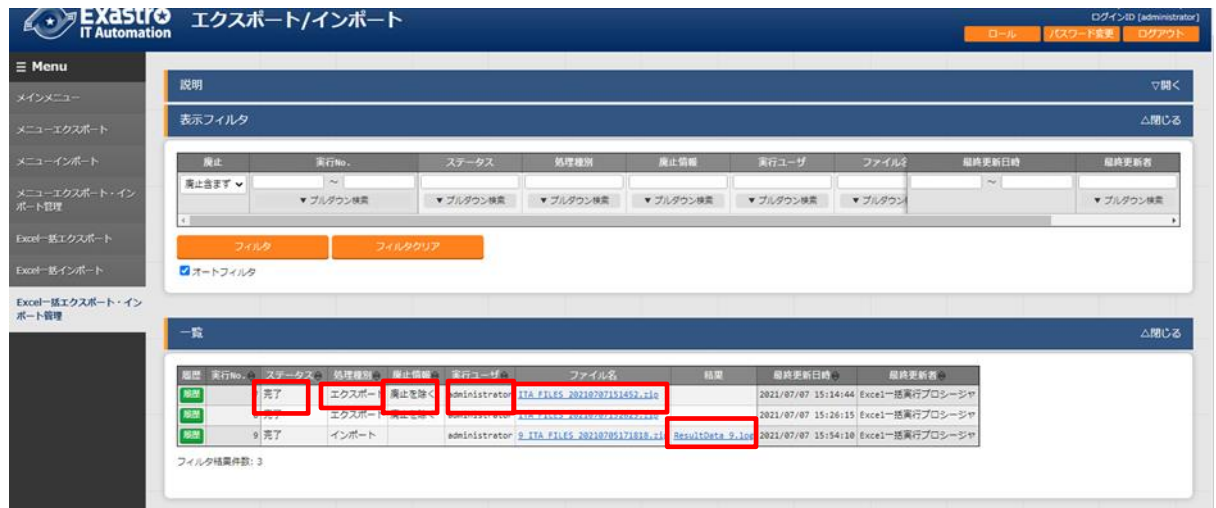 Exastro
IT Automation
エクスポート/インポート
ログインID [administrator]
ロール
パスワード変更
ログアウト
☰ Menu
メインメニュー
メニューエクスポート
メニューインポート
メニューエクスポート・イン
ポート管理
Excel一括エクスポート
Excel一括インポート
Excel一括エクスポート・イン
ポート管理
説明
▽開く
表示フィルタ
△閉じる
廃止 実行No. ステータス 処理種別 廃止情報 実行ユーザ ファイル名 最終更新日時 最終更新者
廃止含まず ～ ～
▼ プルダウン検索 ▼ プルダウン検索 ▼ プルダウン検索 ▼ プルダウン検索 ▼ プルダウン検索 ▼ プルダウン ▼ プルダウン検索
フィルタ フィルタクリア
オートフィルタ
一覧
△閉じる
履歴 実行No. ステータス 処理種別 廃止情報 実行ユーザ ファイル名 結果 最終更新日時 最終更新者
履歴 完了 エクスポート 廃止を除く administrator ITA_FILES_20210707151452.zip 2021/07/07 15:14:44 Excel一括実行プロシージャ
履歴 完了 エクスポート 廃止を除く administrator 2021/07/07 15:26:15 Excel一括実行プロシージャ
履歴 9 完了 インポート administrator 9_ITA_FILES_20210705171818.zip ResultData_9.log 2021/07/07 15:54:10 Excel一括実行プロシージャ
フィルタ結果件数: 3